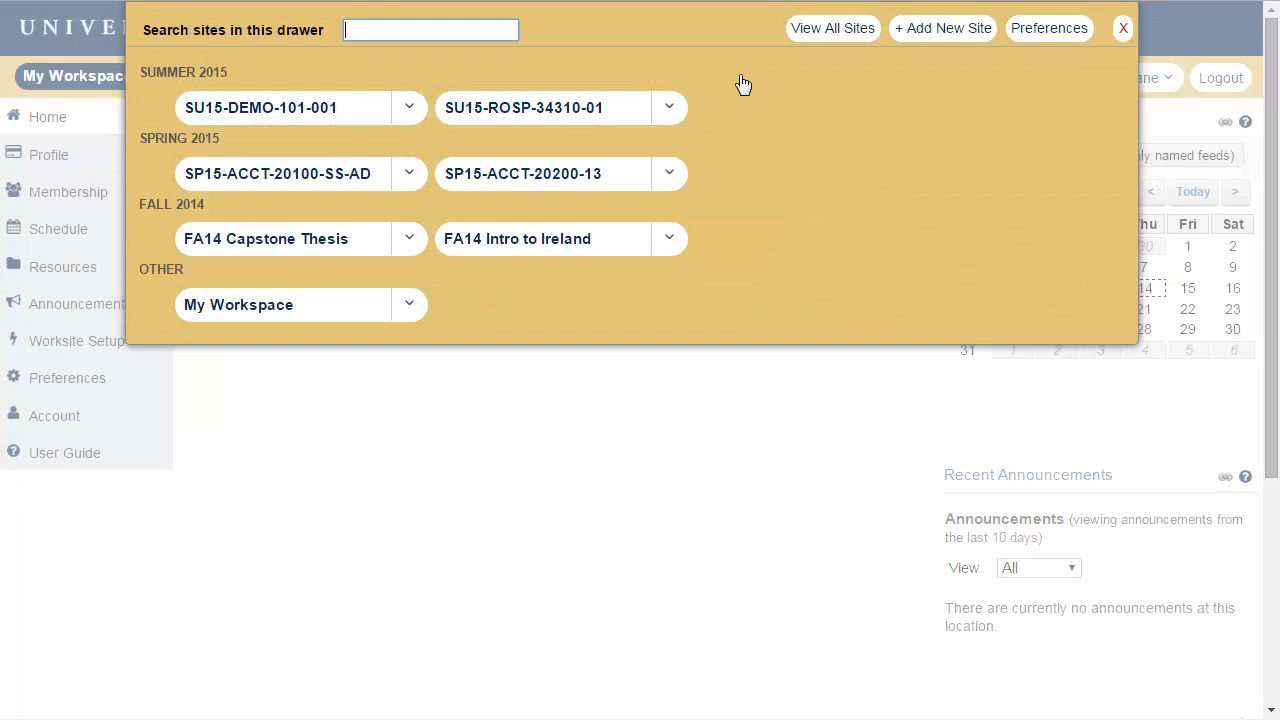 UNIVE
Search sites in this drawer
View All Sites
+ Add New Site
Preferences
X
My Workspac
ane
Logout
SUMMER 2015
SU15-DEMO-101-001
SU15-ROSP-34310-01
SPRING 2015
SP15-ACCT-20100-SS-AD
SP15-ACCT-20200-13
FALL 2014
FA14 Capstone Thesis
FA14 Intro to Ireland
OTHER
My Workspace
Home
Profile
Membership
Schedule
Resources
Announcement
Worksite Setup
Preferences
Account
User Guide
ly named feeds)
< Today >
hu Fri Sat
30 1 2
7 8 9
14 15 16
21 22 23
28 29 30
31 1 2 3 4 5 6
Recent Announcements
Announcements (viewing announcements from
the last 10 days)
View All
There are currently no announcements at this
location.